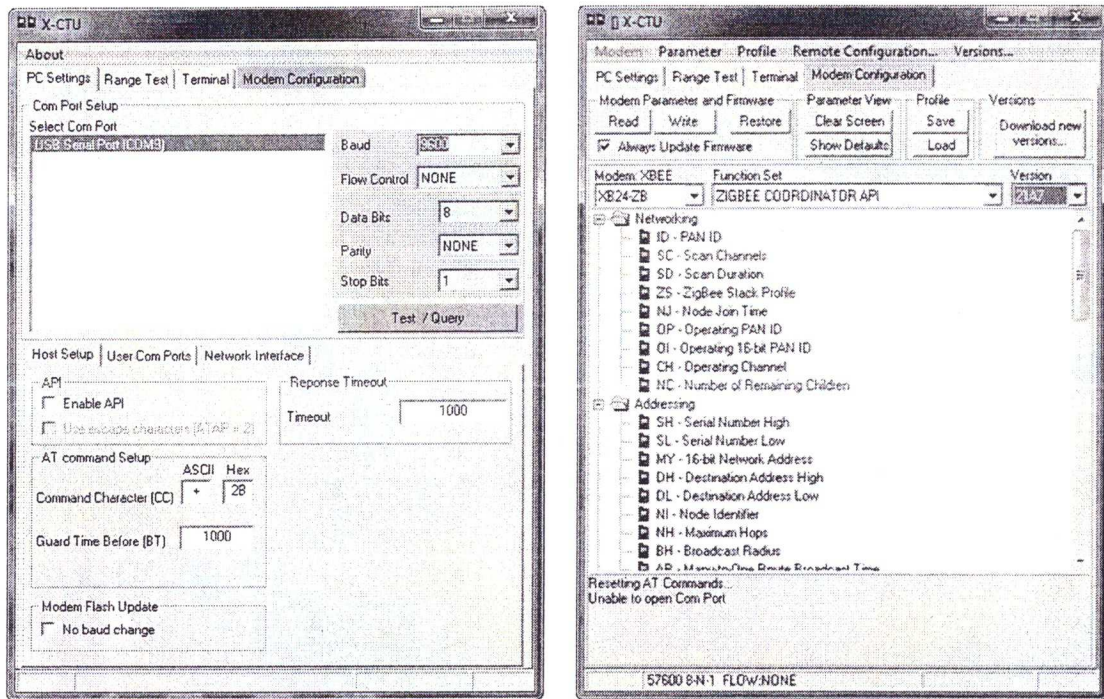 X-CTU
About
PC Settings Range Test Terminal Modem Configuration
Com Port Setup
Select Com Port
USB Serial Port (COM9)
Baud 9600
Flow Control NONE
Data Bits 8
Parity NONE
Stop Bits 1
Test / Query
Host Setup User Com Ports Network Interface
API
Enable API
Use escape characters (ATAP = 2)
Reponse Timeout
Timeout 1000
AT command Setup
ASCII Hex
Command Character (CC) + 2B
Guard Time Before (BT) 1000
Modem Flash Update
No baud change
X-CTU
Modem Parameter Profile Remote Configuration... Versions...
PC Settings Range Test Terminal Modem Configuration
Modem Parameter and Firmware Parameter View Profile Versions
Read Write Restore Clear Screen Save Download new versions...
Always Update Firmware Show Defaults Load
Modem: XBEE Function Set Version
XB24-ZB ZIGBEE COORDINATOR API 21A7
Networking
ID - PAN ID
SC - Scan Channels
SD - Scan Duration
ZS - ZigBee Stack Profile
NJ - Node Join Time
OP - Operating PAN ID
OI - Operating 16-bit PAN ID
CH - Operating Channel
NC - Number of Remaining Children
Addressing
SH - Serial Number High
SL - Serial Number Low
MY - 16-bit Network Address
DH - Destination Address High
DL - Destination Address Low
NI - Node Identifier
NH - Maximum Hops
BH - Broadcast Radius
AR - Many-to-One Route Broadcast Time
Resetting AT Commands...
Unable to open Com Port
57600 8-N-1 FLOW:NONE